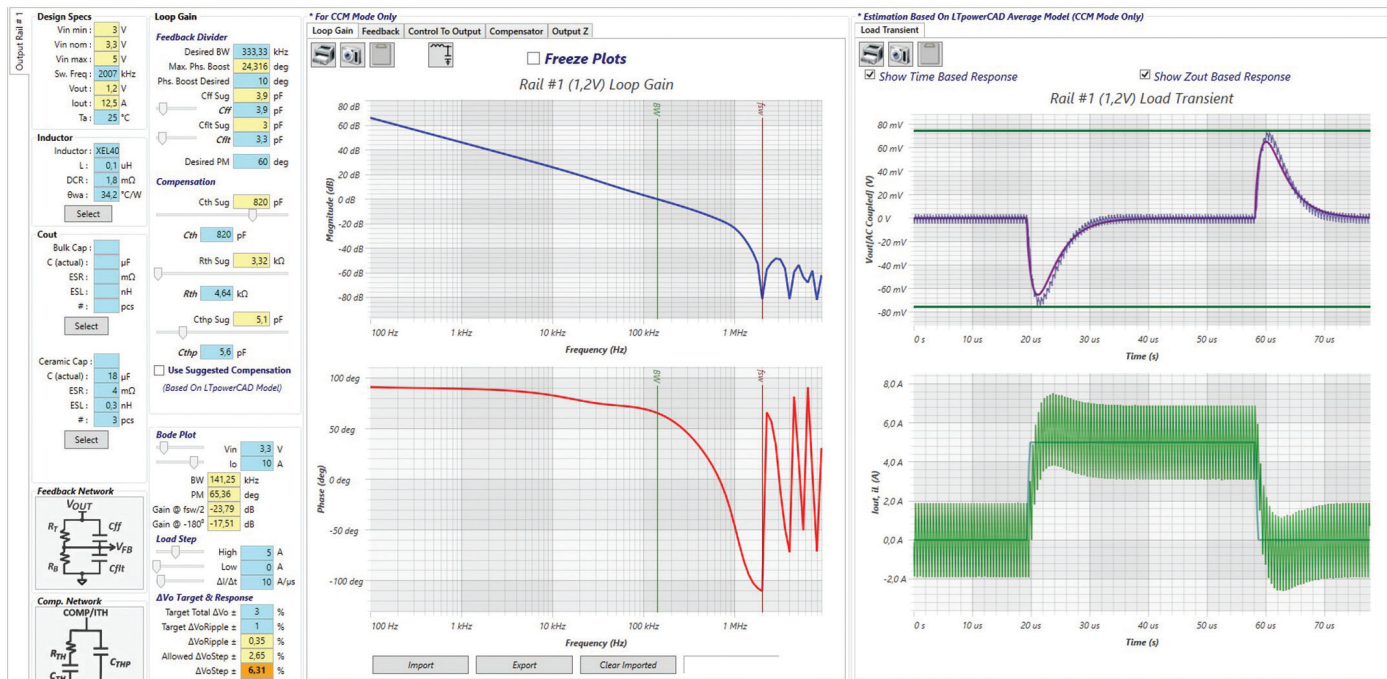 Output Rail # 1
Design Specs
Vin min : 3 V
Vin nom : 3,3 V
Vin max : 5 V
Sw. Freq : 2007 kHz
Vout : 1,2 V
Iout : 12,5 A
Ta : 25 °C
Inductor
Inductor : XEL40
L : 0,1 uH
DCR : 1,8 mΩ
θwa : 34,2 °C/W
Select
Cout
Bulk Cap :
C (actual) : µF
ESR : mΩ
ESL : nH
# : pcs
Select
Ceramic Cap :
C (actual) : 18 µF
ESR : 4 mΩ
ESL : 0,3 nH
# : 3 pcs
Select
Feedback Network
VOUT
RT Cff
VFB
RB Cflt
Comp. Network
COMP/ITH
RTH CTHP
CTH
Loop Gain
Feedback Divider
Desired BW 333,33 kHz
Max. Phs. Boost 24,316 deg
Phs. Boost Desired 10 deg
Cff Sug 3,9 pF
Cff 3,9 pF
Cflt Sug 3 pF
Cflt 3,3 pF
Desired PM 60 deg
Compensation
Cth Sug 820 pF
Cth 820 pF
Rth Sug 3,32 kΩ
Rth 4,64 kΩ
Cthp Sug 5,1 pF
Cthp 5,6 pF
Use Suggested Compensation
(Based On LTpowerCAD Model)
Bode Plot
Vin 3,3 V
Io 10 A
BW 141,25 kHz
PM 65,36 deg
Gain @ fsw/2 -23,79 dB
Gain @ -180° -17,51 dB
Load Step
High 5 A
Low 0 A
ΔI/Δt 10 A/µs
ΔVo Target & Response
Target Total ΔVo ± 3 %
Target ΔVoRipple ± 1 %
ΔVoRipple ± 0,35 %
Allowed ΔVoStep ± 2,65 %
ΔVoStep ± 6,31 %
* For CCM Mode Only
Loop Gain Feedback Control To Output Compensator Output Z
Freeze Plots
Rail #1 (1,2V) Loop Gain
BW fsw
Magnitude (dB)
80 dB
60 dB
40 dB
20 dB
0 dB
-20 dB
-40 dB
-60 dB
-80 dB
100 Hz 1 kHz 10 kHz 100 kHz 1 MHz
Frequency (Hz)
BW fsw
Phase (deg)
100 deg
50 deg
0 deg
-50 deg
-100 deg
100 Hz 1 kHz 10 kHz 100 kHz 1 MHz
Frequency (Hz)
Import Export Clear Imported
* Estimation Based On LTpowerCAD Average Model (CCM Mode Only)
Load Transient
Show Time Based Response Show Zout Based Response
Rail #1 (1,2V) Load Transient
Vout[AC Coupled] (V)
80 mV
60 mV
40 mV
20 mV
0 V
-20 mV
-40 mV
-60 mV
-80 mV
0 s 10 us 20 us 30 us 40 us 50 us 60 us 70 us
Time (s)
Iout, iL (A)
8,0 A
6,0 A
4,0 A
2,0 A
0,0 A
-2,0 A
0 s 10 us 20 us 30 us 40 us 50 us 60 us 70 us
Time (s)